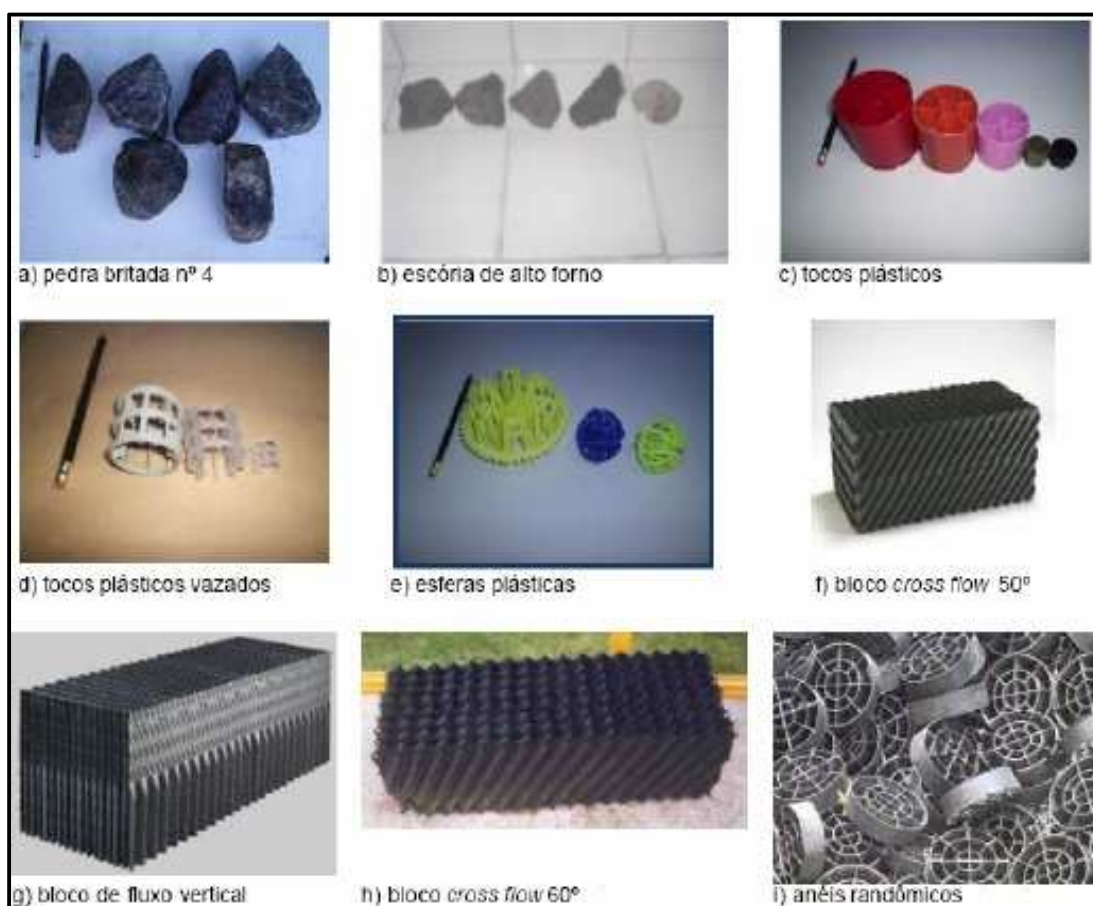 a) pedra britada nº 4
b) escória de alto forno
c) tocos plásticos
d) tocos plásticos vazados
e) esferas plásticas
f) bloco cross flow 50º
g) bloco de fluxo vertical
h) bloco cross flow 60º
i) anéis randômicos